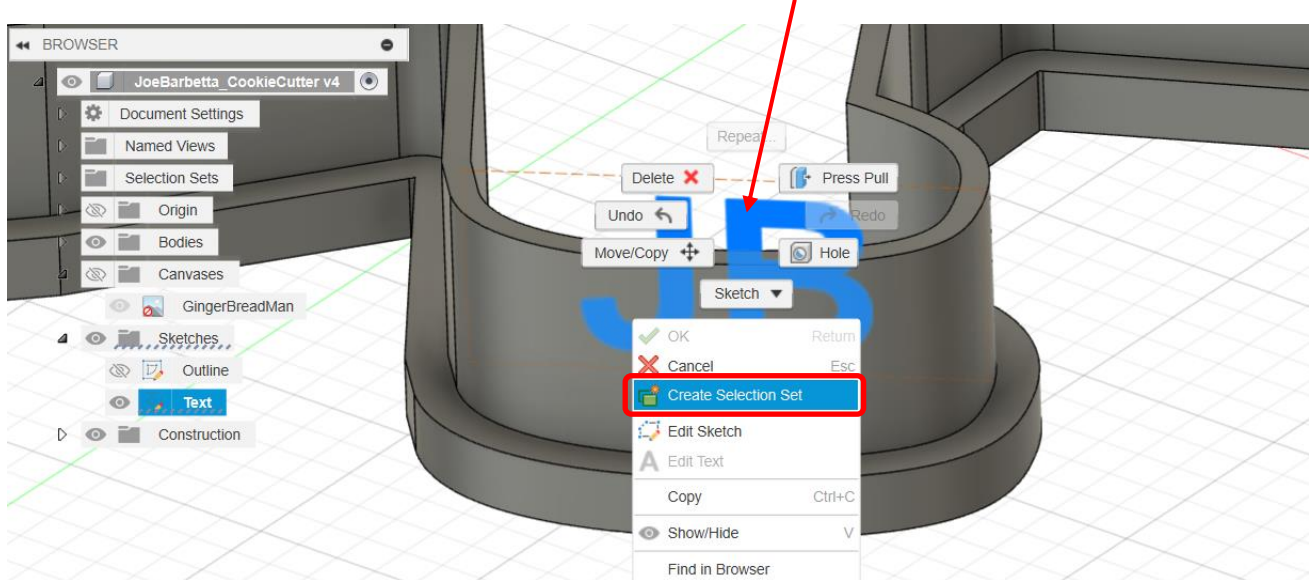 BROWSER
JoeBarbetta_CookieCutter v4
Document Settings
Named Views
Selection Sets
Origin
Bodies
Canvases
GingerBreadMan
Sketches
Outline
Text
Construction
Repeat...
Delete
Press Pull
Undo
Redo
Move/Copy
Hole
Sketch
JB
OK Return
Cancel Esc
Create Selection Set
Edit Sketch
Edit Text
Copy Ctrl+C
Show/Hide V
Find in Browser